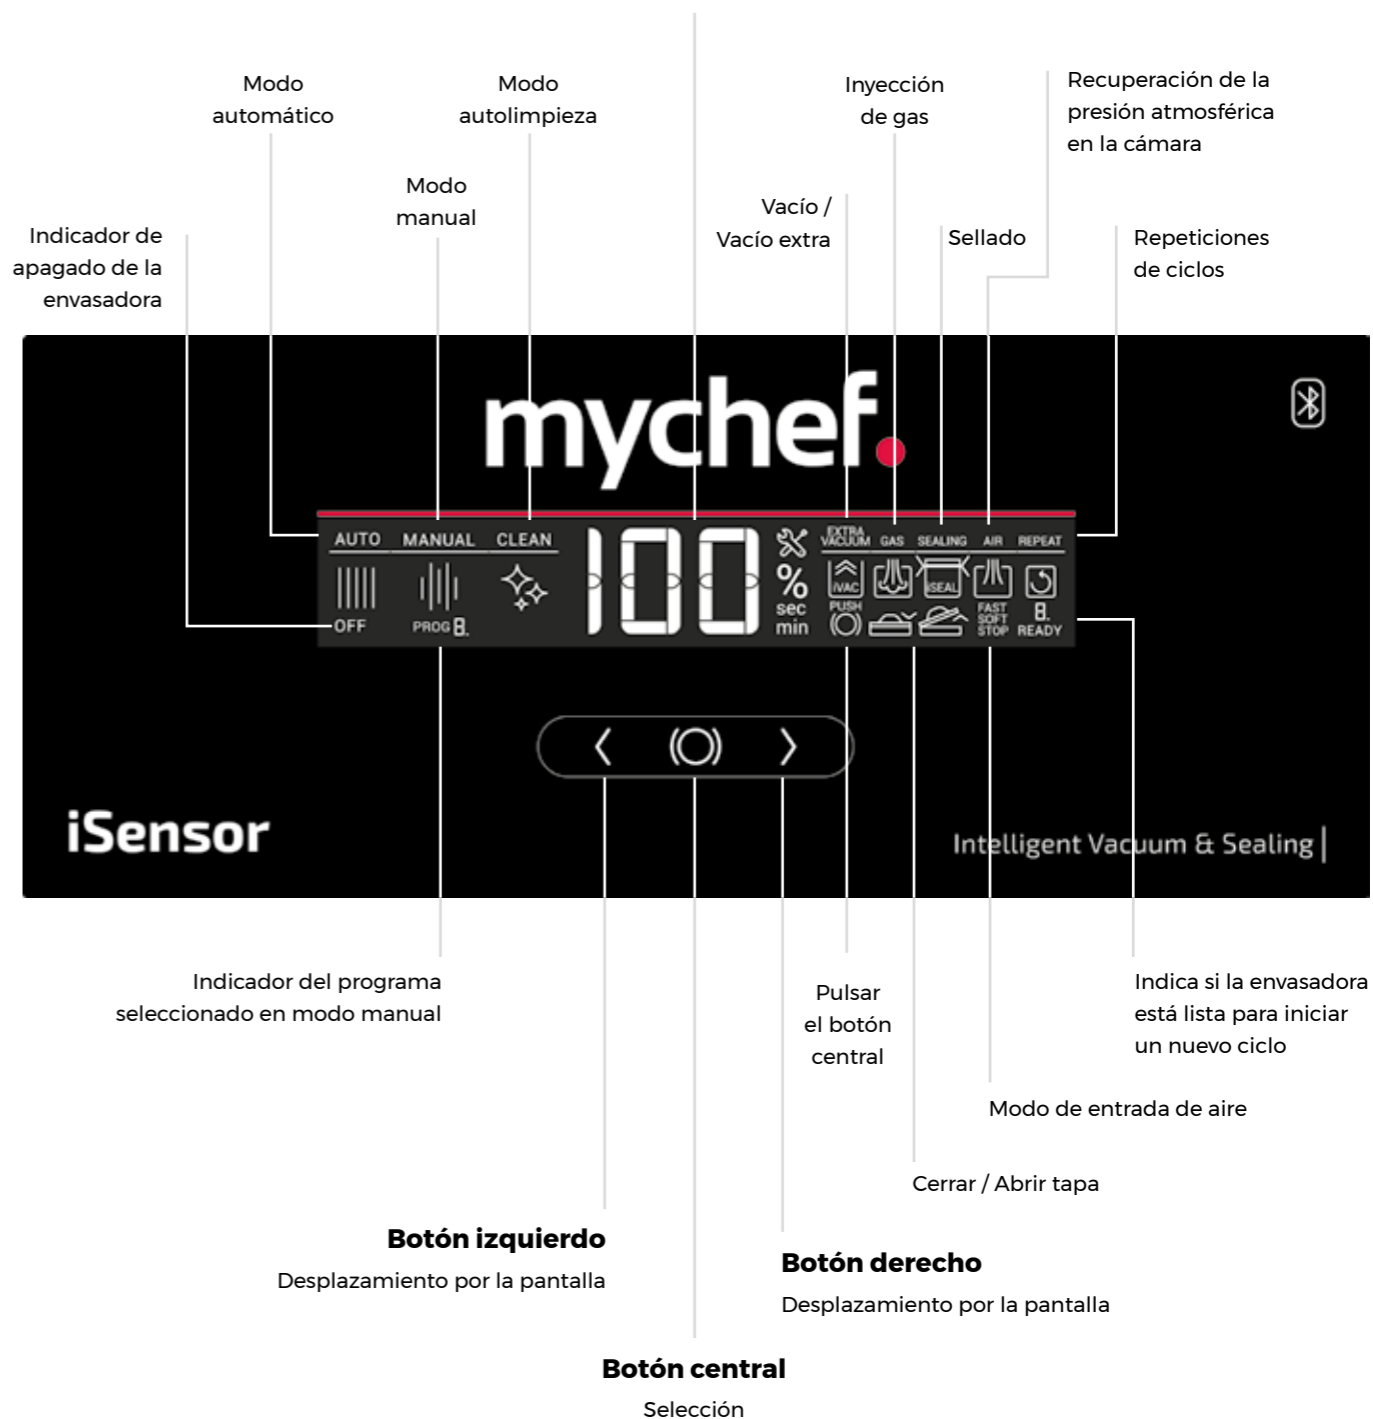 Modo
automático
Modo
autolimpieza
Inyección
de gas
Recuperación de la
presión atmosférica
en la cámara
Modo
manual
Vacío /
Vacío extra
Sellado
Repeticiones
de ciclos
Indicador de
apagado de la
envasadora
mychef.
AUTO MANUAL CLEAN
OFF PROG 8.
100
%
sec
min
EXTRA
VACUUM GAS SEALING AIR REPEAT
iVAC iSEAL
PUSH
FAST
SOFT
STOP
8.
READY
iSensor
Intelligent Vacuum & Sealing
Indicador del programa
seleccionado en modo manual
Pulsar
el botón
central
Indica si la envasadora
está lista para iniciar
un nuevo ciclo
Modo de entrada de aire
Cerrar / Abrir tapa
Botón izquierdo
Desplazamiento por la pantalla
Botón derecho
Desplazamiento por la pantalla
Botón central
Selección